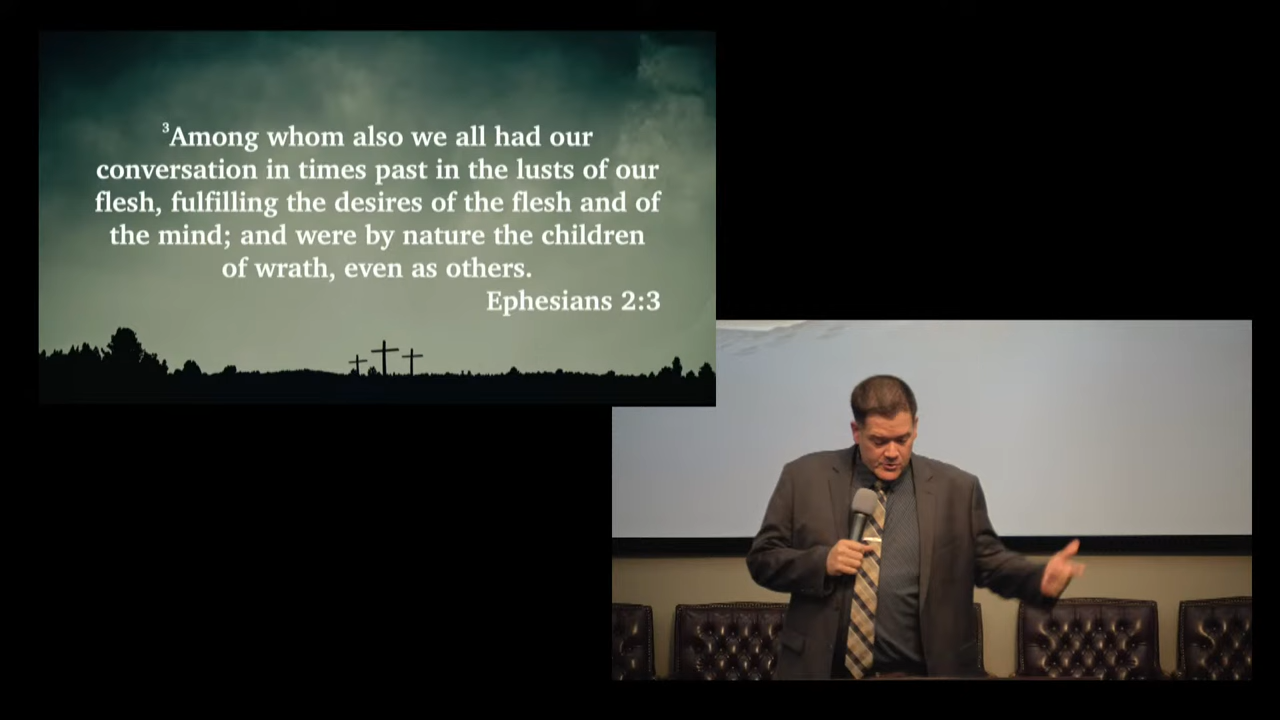 ³Among whom also we all had our
conversation in times past in the lusts of our
flesh, fulfilling the desires of the flesh and of
the mind; and were by nature the children
of wrath, even as others.
Ephesians 2:3